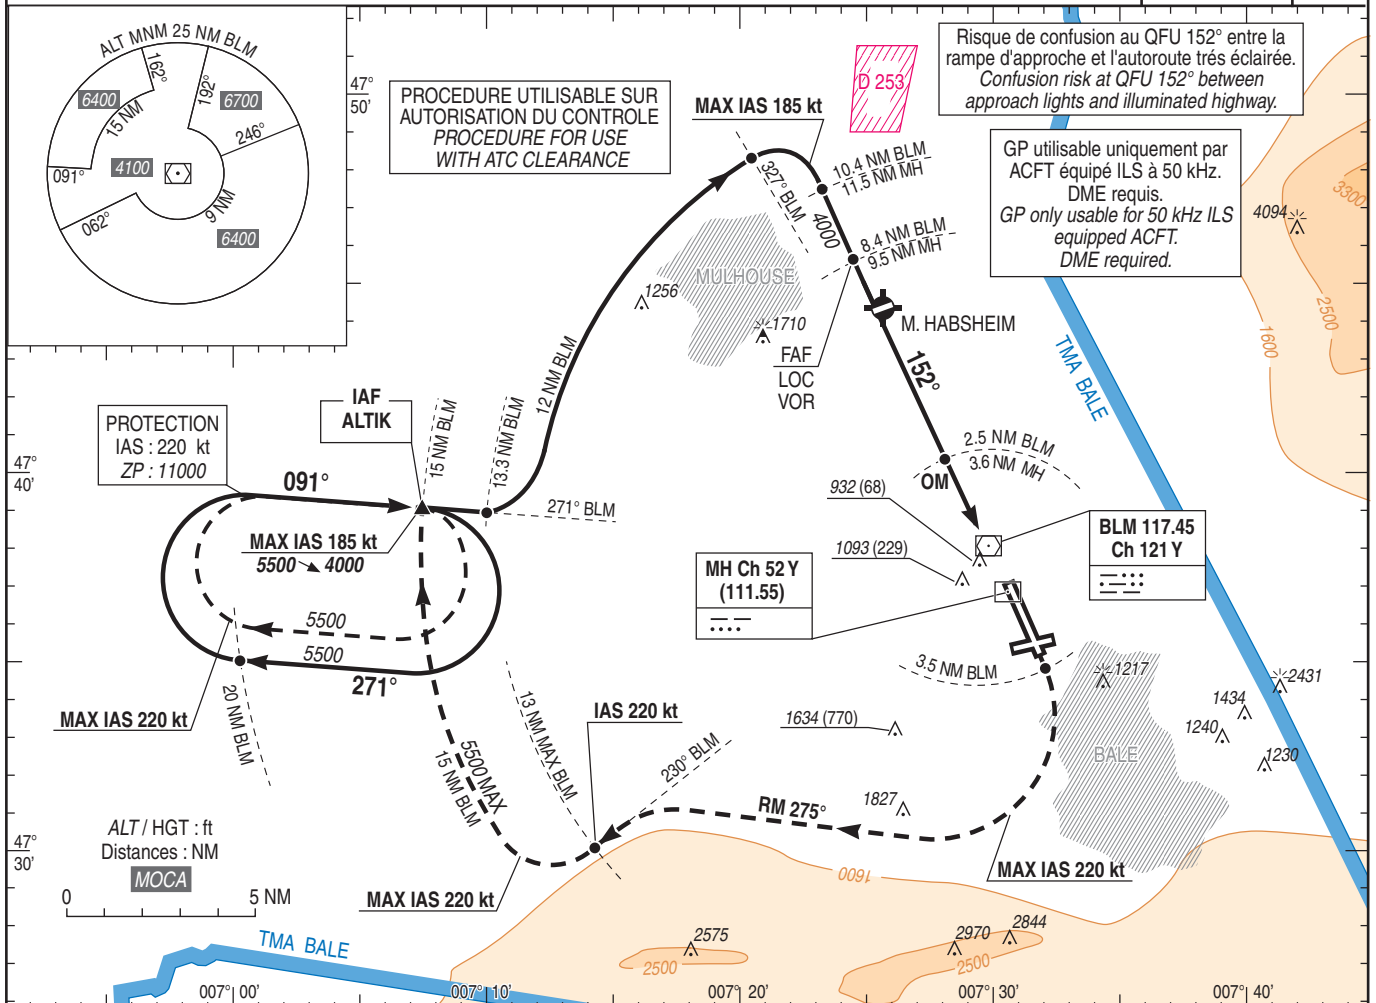 ALT MNM 25 NM BLM
162°
192°
6400
6700
15 NM
246°
4100
091°
062°
9 NM
6400
47°
50'
PROCEDURE UTILISABLE SUR
AUTORISATION DU CONTROLE
PROCEDURE FOR USE
WITH ATC CLEARANCE
MAX IAS 185 kt
D 253
Risque de confusion au QFU 152° entre la
rampe d'approche et l'autoroute trés éclairée.
Confusion risk at QFU 152° between
approach lights and illuminated highway.
GP utilisable uniquement par
ACFT équipé ILS à 50 kHz.
DME requis.
GP only usable for 50 kHz ILS
equipped ACFT.
DME required.
327° BLM
10.4 NM BLM
11.5 NM MH
4000
8.4 NM BLM
9.5 NM MH
4094
3300
2500
1600
MULHOUSE
1256
1710
M. HABSHEIM
FAF
LOC
VOR
152°
TMA BALE
12 NM BLM
IAF
ALTIK
PROTECTION
IAS : 220 kt
ZP : 11000
15 NM BLM
13.3 NM BLM
47°
40'
091°
271° BLM
2.5 NM BLM
3.6 NM MH
OM
932 (68)
1093 (229)
MAX IAS 185 kt
5500 4000
BLM 117.45
Ch 121 Y
MH Ch 52 Y
(111.55)
5500
5500
271°
3.5 NM BLM
1217
2431
1434
1240
1230
MAX IAS 220 kt
20 NM BLM
13 NM MAX BLM
IAS 220 kt
5500 MAX
15 NM BLM
230° BLM
1634 (770)
BALE
1827
RM 275°
ALT / HGT : ft
Distances : NM
MOCA
0 5 NM
47°
30'
MAX IAS 220 kt
MAX IAS 220 kt
1600
TMA BALE
2575
2500
2970
2844
2500
007° 00'
007° 10'
007° 20'
007° 30'
007° 40'